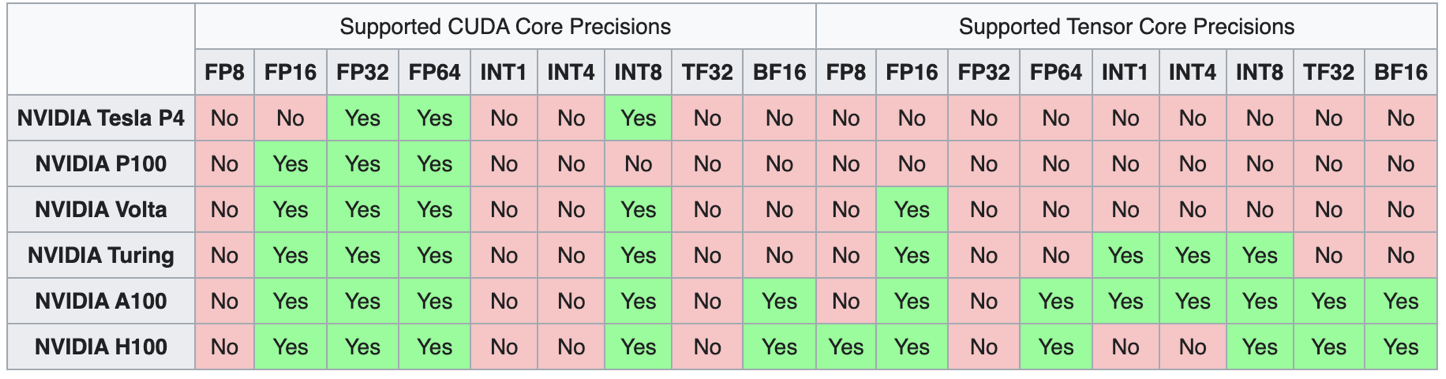 Supported CUDA Core Precisions Supported Tensor Core Precisions
FP8 FP16 FP32 FP64 INT1 INT4 INT8 TF32 BF16 FP8 FP16 FP32 FP64 INT1 INT4 INT8 TF32 BF16
NVIDIA Tesla P4 No No Yes Yes No No Yes No No No No No No No No No No No
NVIDIA P100 No Yes Yes Yes No No No No No No No No No No No No No No
NVIDIA Volta No Yes Yes Yes No No Yes No No No Yes No No No No No No No
NVIDIA Turing No Yes Yes Yes No No Yes No No No Yes No No Yes Yes Yes No No
NVIDIA A100 No Yes Yes Yes No No Yes No Yes No Yes No Yes Yes Yes Yes Yes Yes
NVIDIA H100 No Yes Yes Yes No No Yes No Yes Yes Yes No Yes No No Yes Yes Yes